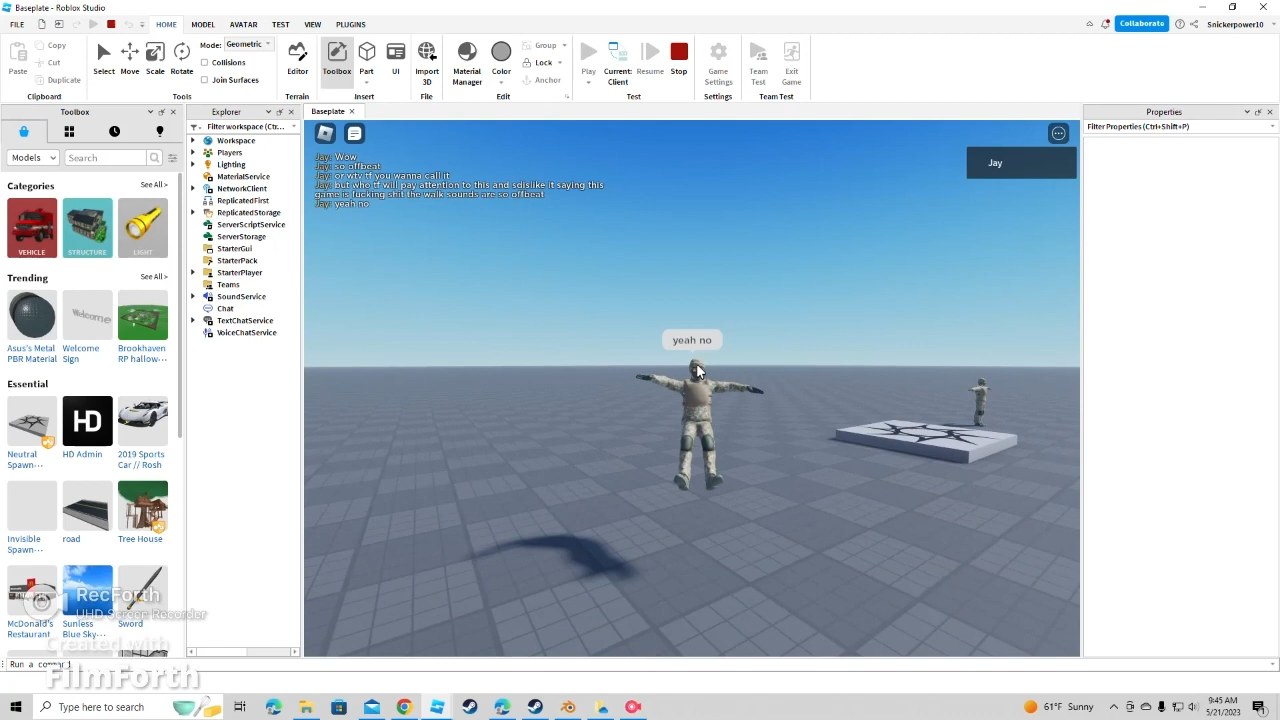 Baseplate - Roblox Studio
FILE HOME MODEL AVATAR TEST VIEW PLUGINS Collaborate Snickerpower10
Paste Copy Cut Duplicate Clipboard
Select Move Scale Rotate Mode: Geometric Collisions Join Surfaces Tools
Editor Terrain
Toolbox Part UI Insert
Import 3D File
Material Manager Color Group Lock Anchor Edit
Play Current: Client Resume Stop Test
Game Settings Settings
Team Test Exit Game Team Test
Toolbox
Models Search
Categories See All >
VEHICLE STRUCTURE LIGHT
Trending See All >
Asus's Metal PBR Material
Welcome Sign
Brookhaven RP hallow...
Essential See All >
Neutral Spawn...
HD HD Admin
2019 Sports Car // Rosh
Invisible Spawn...
road
Tree House
McDonald's Restaurant
Sunless Blue Sky...
Sword
Explorer
Filter workspace (Ctr...
Workspace
Players
Lighting
MaterialService
NetworkClient
ReplicatedFirst
ReplicatedStorage
ServerScriptService
ServerStorage
StarterGui
StarterPack
StarterPlayer
Teams
SoundService
Chat
TextChatService
VoiceChatService
Baseplate
Jay: Wow
Jay: so offbeat
Jay: or wtv tf you wanna call it
Jay: but who tf will pay attention to this and sdislike it saying this
game is fucking shit the walk sounds are so offbeat
Jay: yeah no
Jay
yeah no
Properties
Filter Properties (Ctrl+Shift+P)
RecForth
UHD Screen Recorder
Created with
FilmForth
Run a command
Type here to search
61°F Sunny
9:45 AM
5/21/2023